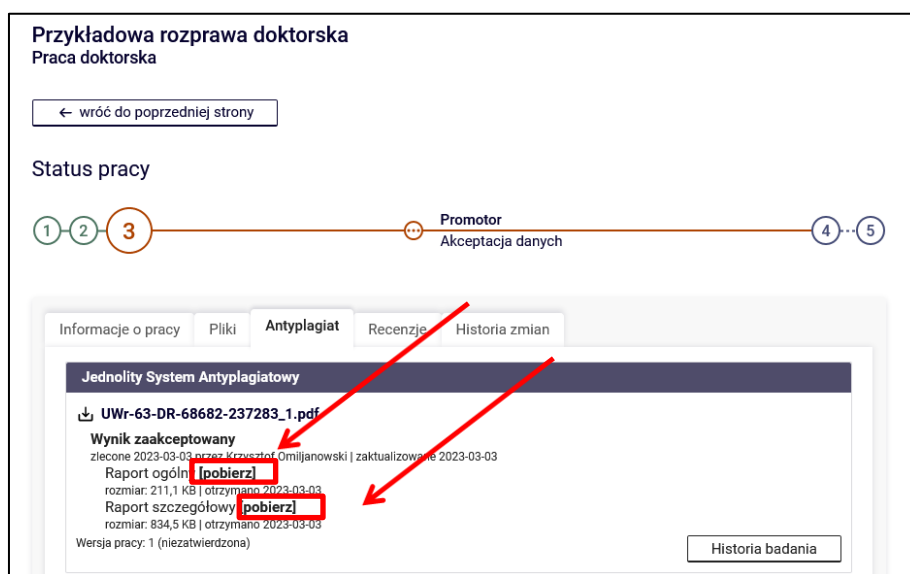 Przykładowa rozprawa doktorska
Praca doktorska
← wróć do poprzedniej strony
Status pracy
1 2 3 ... Promotor 4 ... 5
Akceptacja danych
Informacje o pracy Pliki Antyplagiat Recenzje Historia zmian
Jednolity System Antyplagiatowy
UWr-63-DR-68682-237283_1.pdf
Wynik zaakceptowany
zlecone 2023-03-03 przez Krzysztof Omiljanowski | zaktualizowane 2023-03-03
Raport ogólny [pobierz]
rozmiar: 211,1 KB | otrzymano 2023-03-03
Raport szczegółowy [pobierz]
rozmiar: 834,5 KB | otrzymano 2023-03-03
Wersja pracy: 1 (niezatwierdzona)
Historia badania